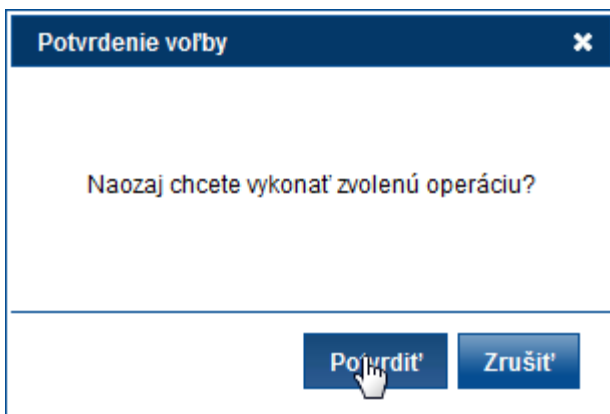 Potvrdenie voľby
Naozaj chcete vykonať zvolenú operáciu?
Potvrdiť
Zrušiť